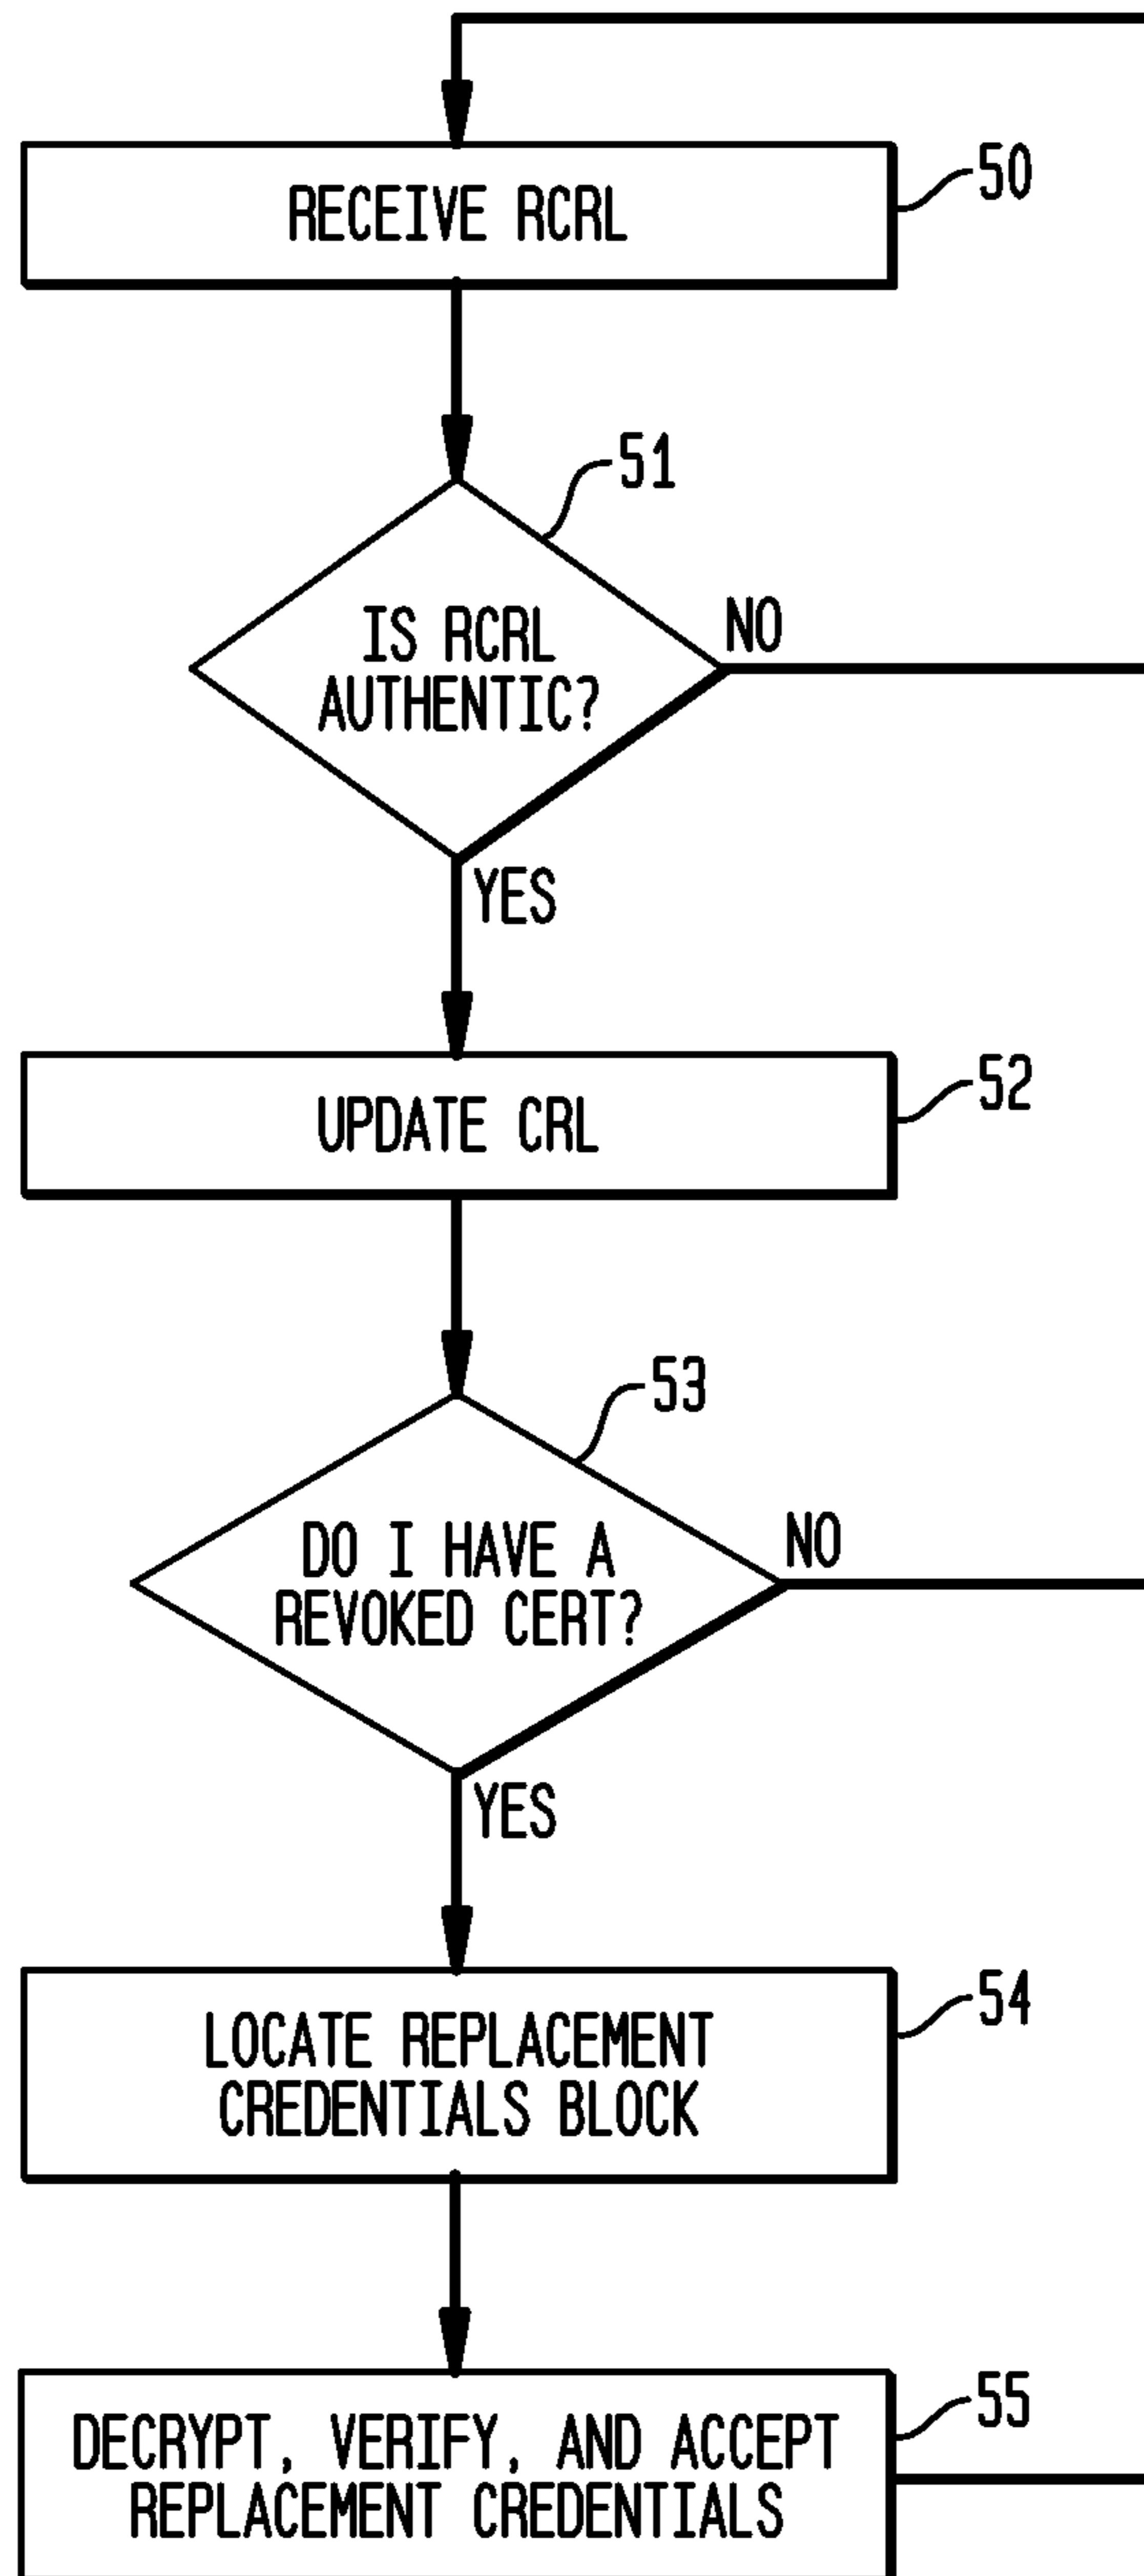 RECEIVE RCRL
50
51
IS RCRL
AUTHENTIC?
NO
YES
UPDATE CRL
52
53
DO I HAVE A
REVOKED CERT?
NO
YES
LOCATE REPLACEMENT
CREDENTIALS BLOCK
54
DECRYPT, VERIFY, AND ACCEPT
REPLACEMENT CREDENTIALS
55